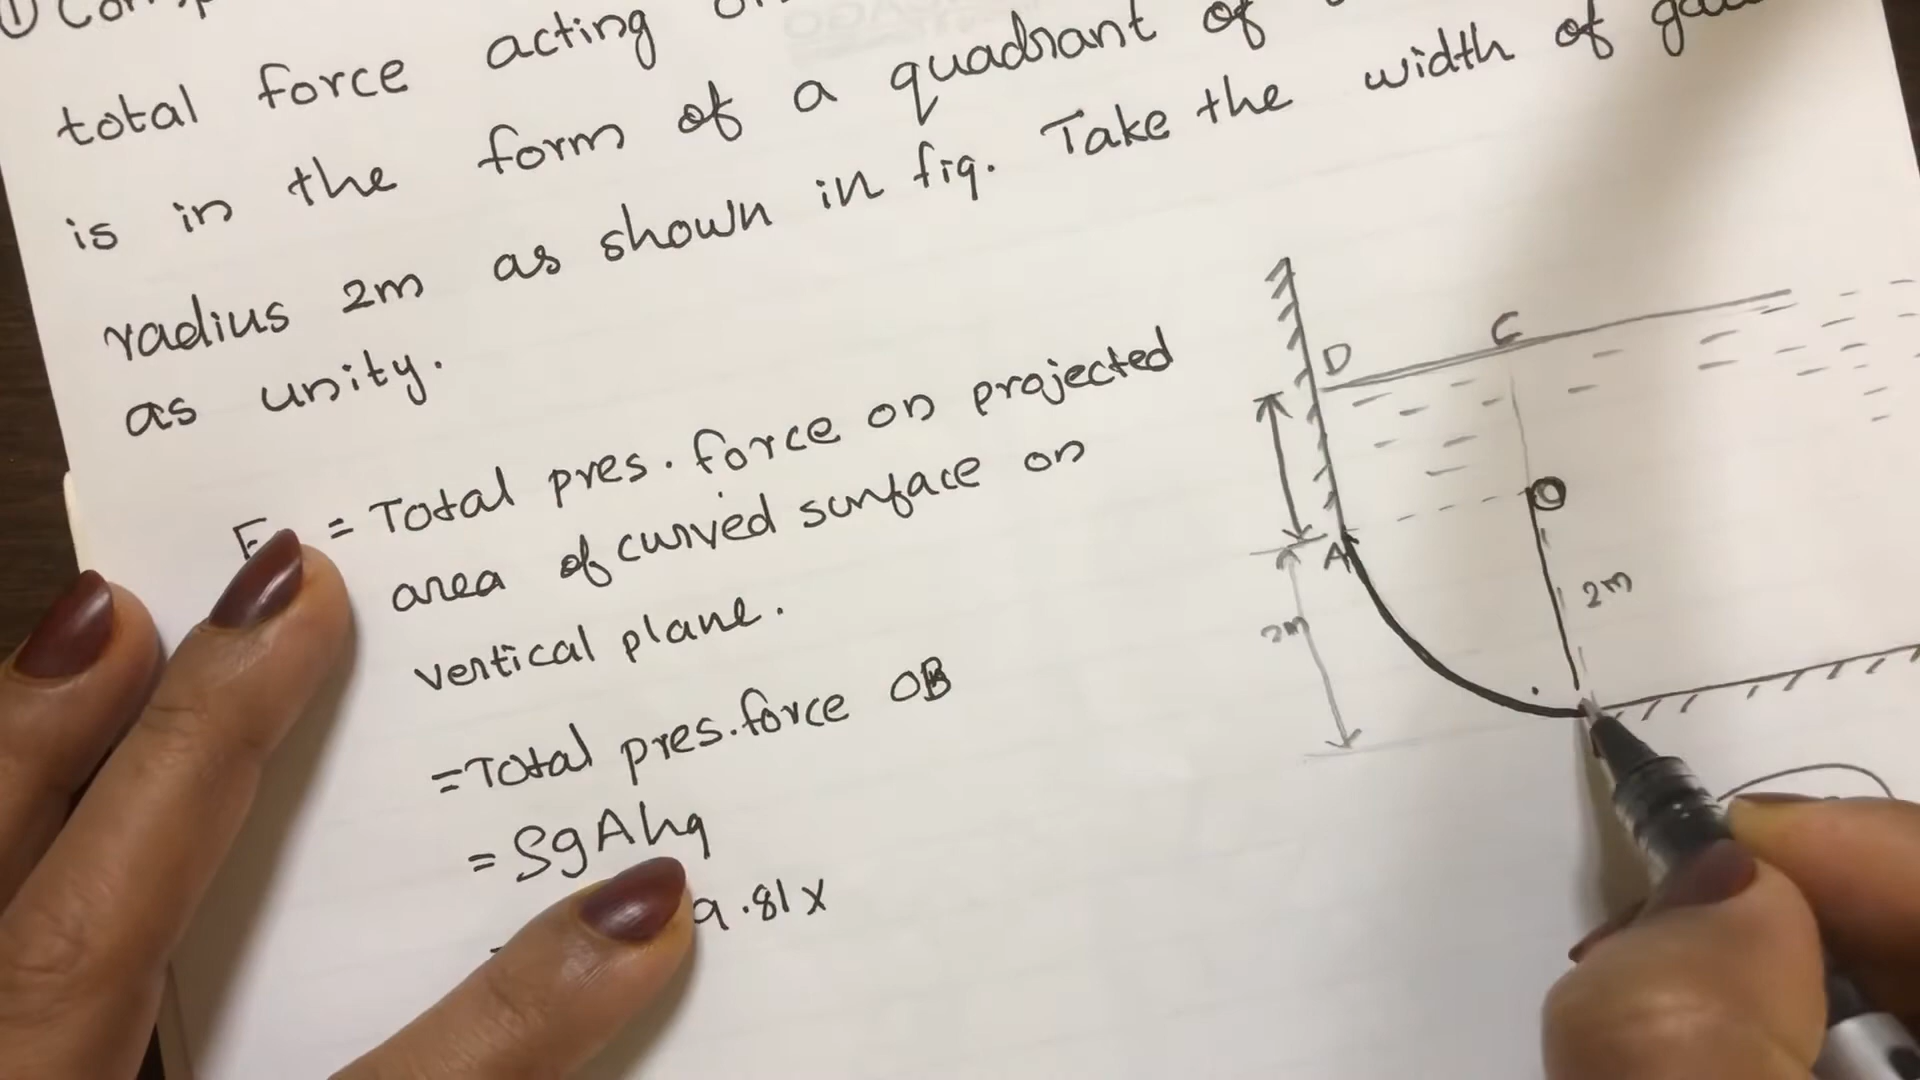 ①
total force acting
is in the form of a quadrant of
radius 2m as shown in fig. Take the width of
as unity.
= Total pres. force on projected
area of curved surface on
vertical plane.
= Total pres. force OB
= SgAhg
9.81 X
D
C
O
A
2m
2m